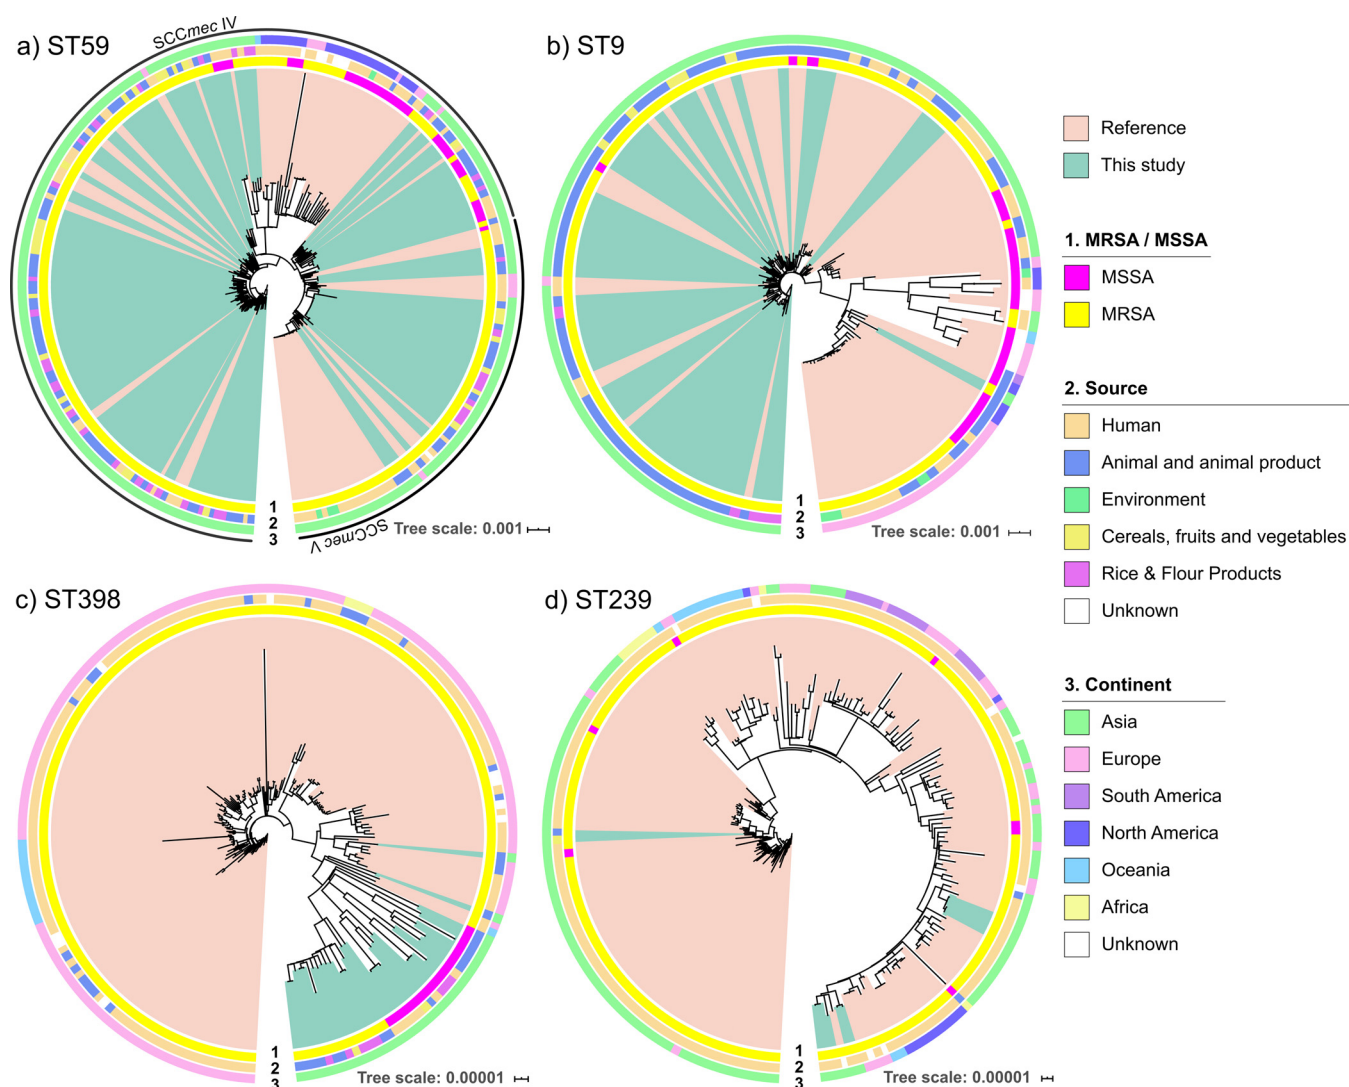 a) ST59
SCCmec IV
SCCmec V
1
2
3
Tree scale: 0.001
b) ST9
1
2
3
Tree scale: 0.001
c) ST398
1
2
3
Tree scale: 0.00001
d) ST239
1
2
3
Tree scale: 0.00001
Reference
This study
1. MRSA / MSSA
MSSA
MRSA
2. Source
Human
Animal and animal product
Environment
Cereals, fruits and vegetables
Rice & Flour Products
Unknown
3. Continent
Asia
Europe
South America
North America
Oceania
Africa
Unknown